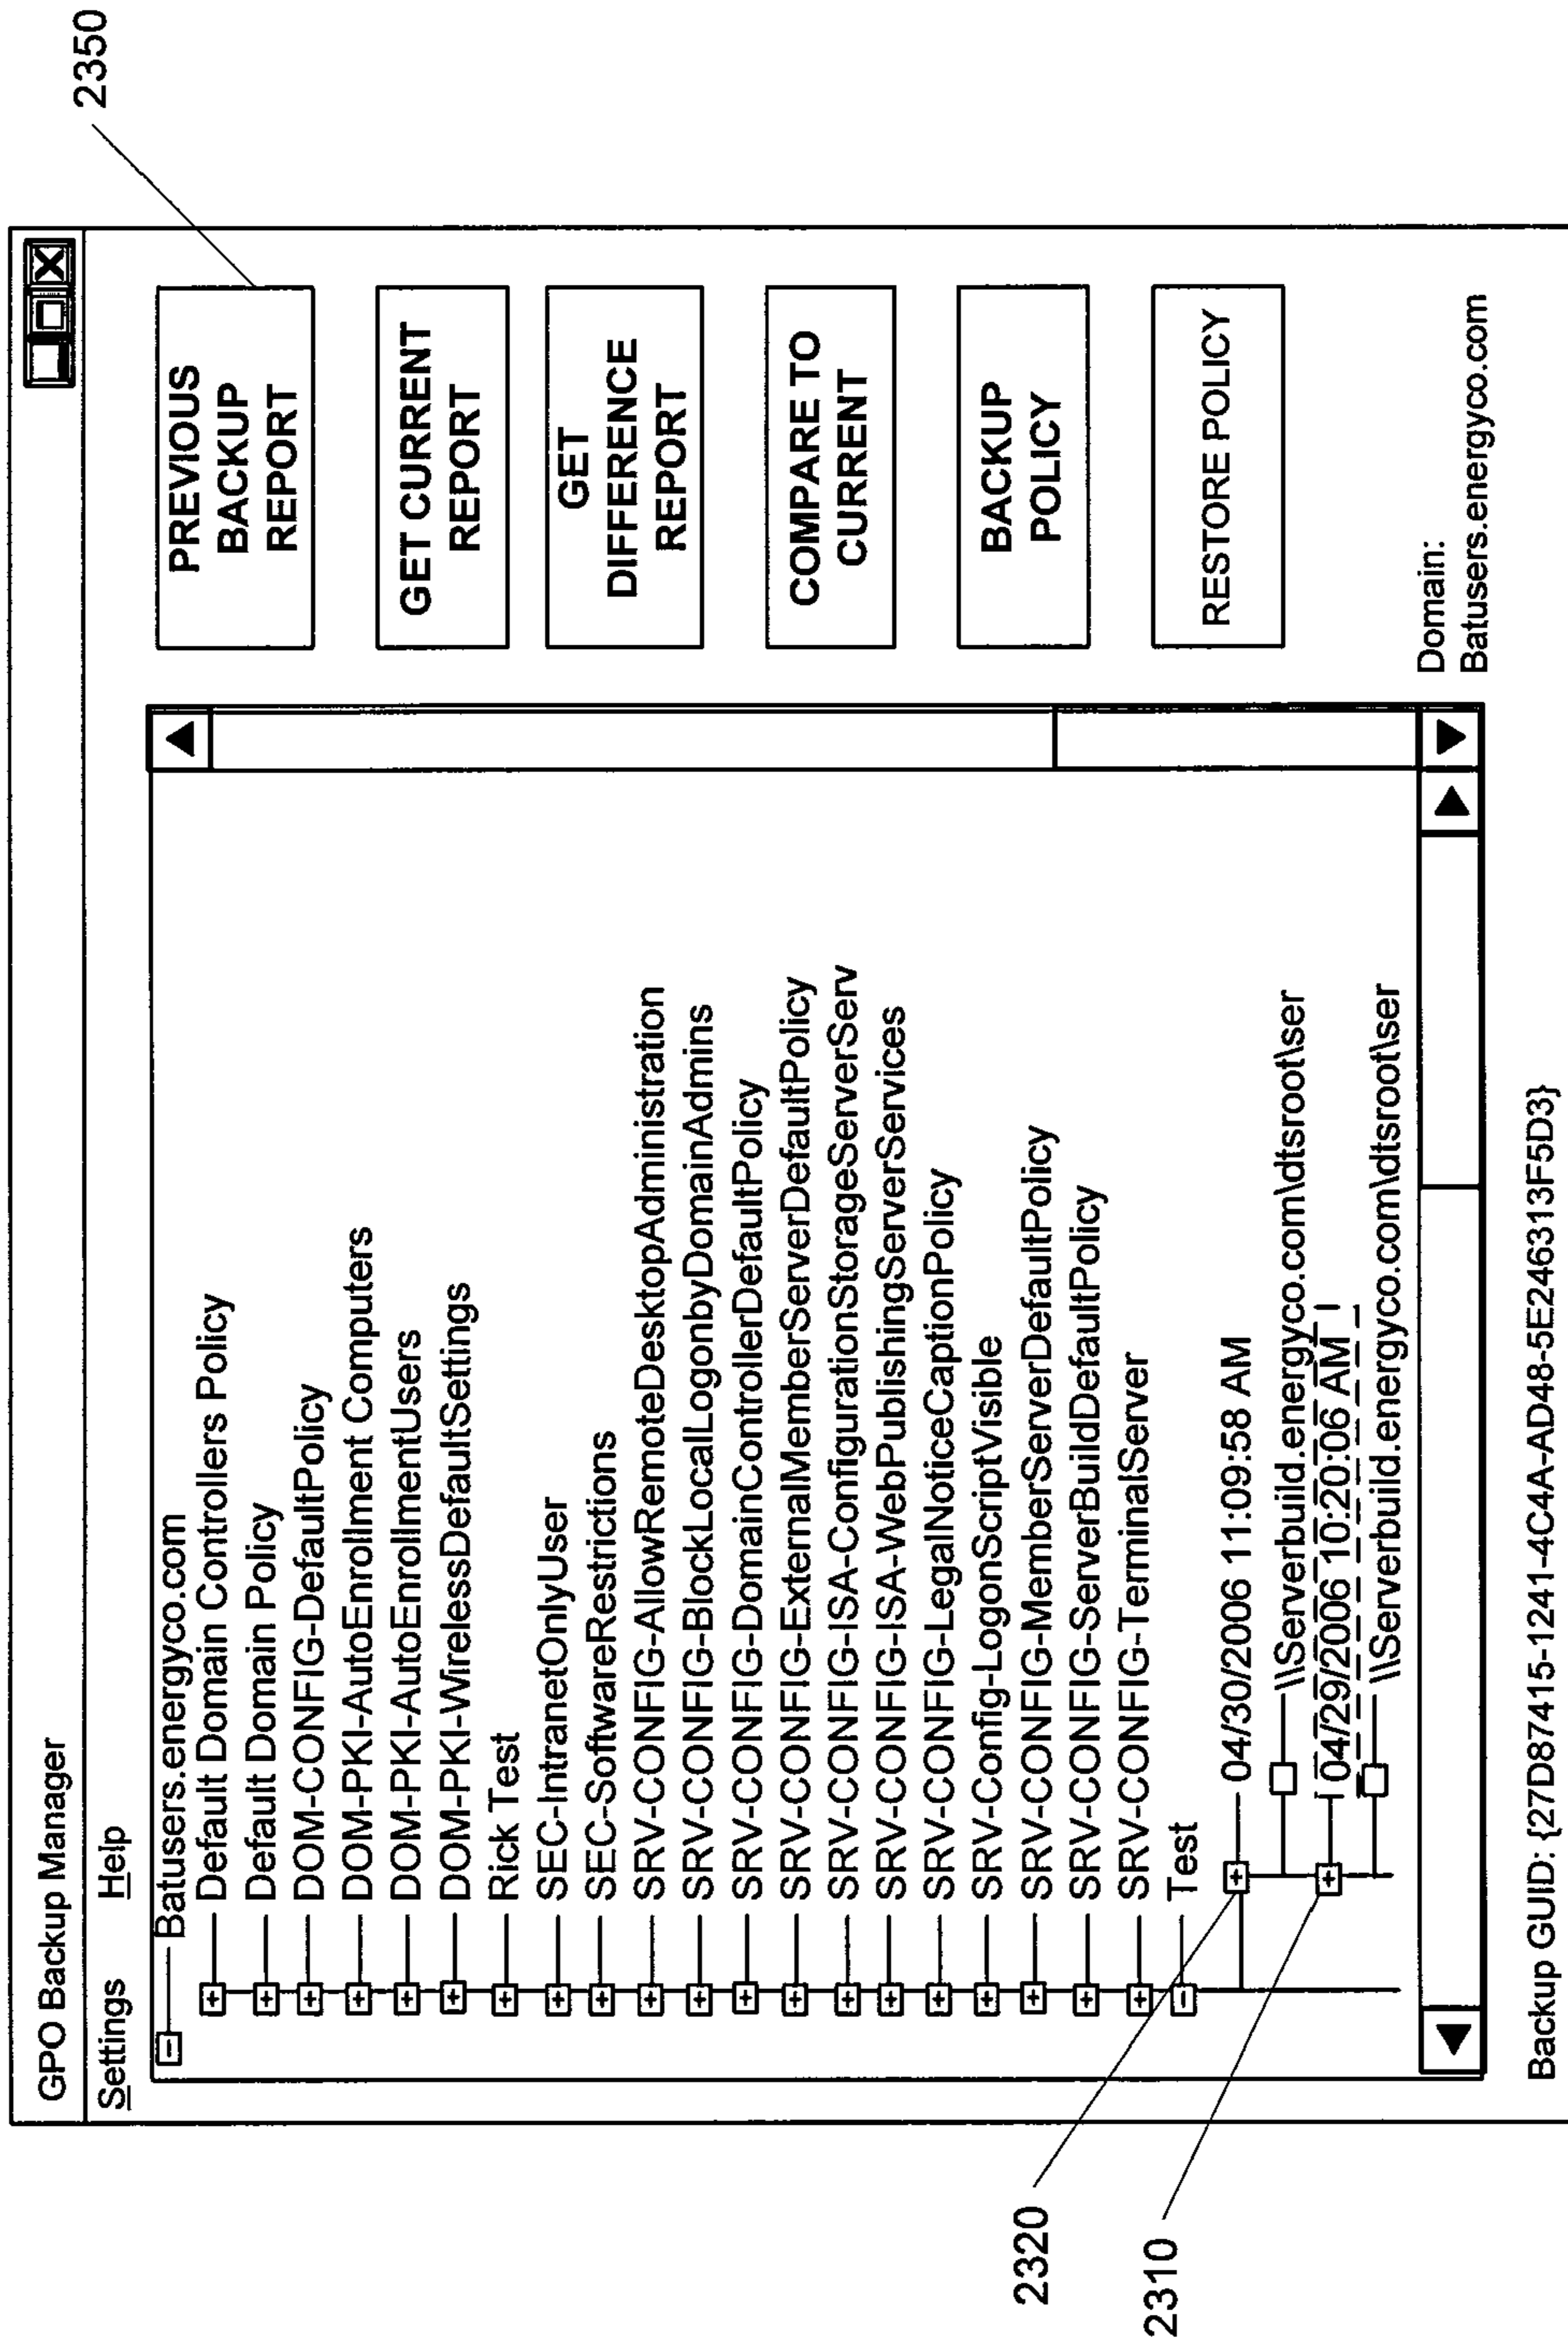 GPO Backup Manager
Settings Help
Batusers.energyco.com
Default Domain Controllers Policy
Default Domain Policy
DOM-CONFIG-DefaultPolicy
DOM-PKI-AutoEnrollment Computers
DOM-PKI-AutoEnrollmentUsers
DOM-PKI-WirelessDefaultSettings
Rick Test
SEC-IntranetOnlyUser
SEC-SoftwareRestrictions
SRV-CONFIG-AllowRemoteDesktopAdministration
SRV-CONFIG-BlockLocalLogonbyDomainAdmins
SRV-CONFIG-DomainControllerDefaultPolicy
SRV-CONFIG-ExternalMemberServerDefaultPolicy
SRV-CONFIG-ISA-ConfigurationStorageServerServ
SRV-CONFIG-ISA-WebPublishingServerServices
SRV-CONFIG-LegalNoticeCaptionPolicy
SRV-Config-LogonScriptVisible
SRV-CONFIG-MemberServerDefaultPolicy
SRV-CONFIG-ServerBuildDefaultPolicy
SRV-CONFIG-TerminalServer
Test
04/30/2006 11:09:58 AM
\\Serverbuild.energyco.com\dtsroot\ser
04/29/2006 10:20:06 AM
\\Serverbuild.energyco.com\dtsroot\ser
2320
2310
PREVIOUS
BACKUP
REPORT
2350
GET CURRENT
REPORT
GET
DIFFERENCE
REPORT
COMPARE TO
CURRENT
BACKUP
POLICY
RESTORE POLICY
Domain:
Batusers.energyco.com
Backup GUID: {27D87415-1241-4C4A-AD48-5E246313F5D3}